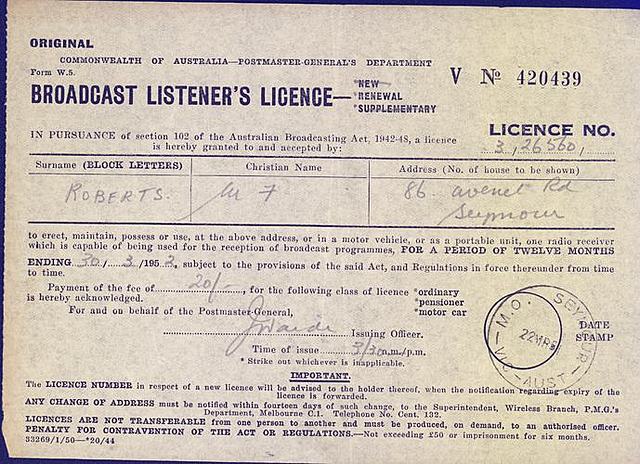 ORIGINAL
COMMONWEALTH OF AUSTRALIA—POSTMASTER-GENERAL'S DEPARTMENT
Form W.5.
V № 420439
BROADCAST LISTENER'S LICENCE—
*NEW
*RENEWAL
*SUPPLEMENTARY
IN PURSUANCE of section 102 of the Australian Broadcasting Act, 1942-48, a licence
is hereby granted to and accepted by:
LICENCE NO.
3,26560,
Surname (BLOCK LETTERS) Christian Name Address (No. of house to be shown)
ROBERTS. M F 86 Rd
Seymour
to erect, maintain, possess or use, at the above address, or in a motor vehicle, or as a portable unit, one radio receiver
which is capable of being used for the reception of broadcast programmes, FOR A PERIOD OF TWELVE MONTHS
ENDING 30/3/195 , subject to the provisions of the said Act, and Regulations in force thereunder from time
to time.
Payment of the fee of 20/-, for the following class of licence *ordinary
is hereby acknowledged. *pensioner
For and on behalf of the Postmaster-General, *motor car
Issuing Officer.
Time of issue 3/30 a.m./p.m.
* Strike out whichever is inapplicable.
M.O. SEYMOUR
22MR
VIC-AUST
DATE
STAMP
IMPORTANT.
The LICENCE NUMBER in respect of a new licence will be advised to the holder thereof, when the notification regarding expiry of the
licence is forwarded.
ANY CHANGE OF ADDRESS must be notified within fourteen days of such change, to the Superintendent, Wireless Branch, P.M.G's
Department, Melbourne C.1. Telephone No. Cent. 132.
LICENCES ARE NOT TRANSFERABLE from one person to another and must be produced, on demand, to an authorised officer.
PENALTY FOR CONTRAVENTION OF THE ACT OR REGULATIONS.—Not exceeding £50 or imprisonment for six months.
33269/1/50—*20/44